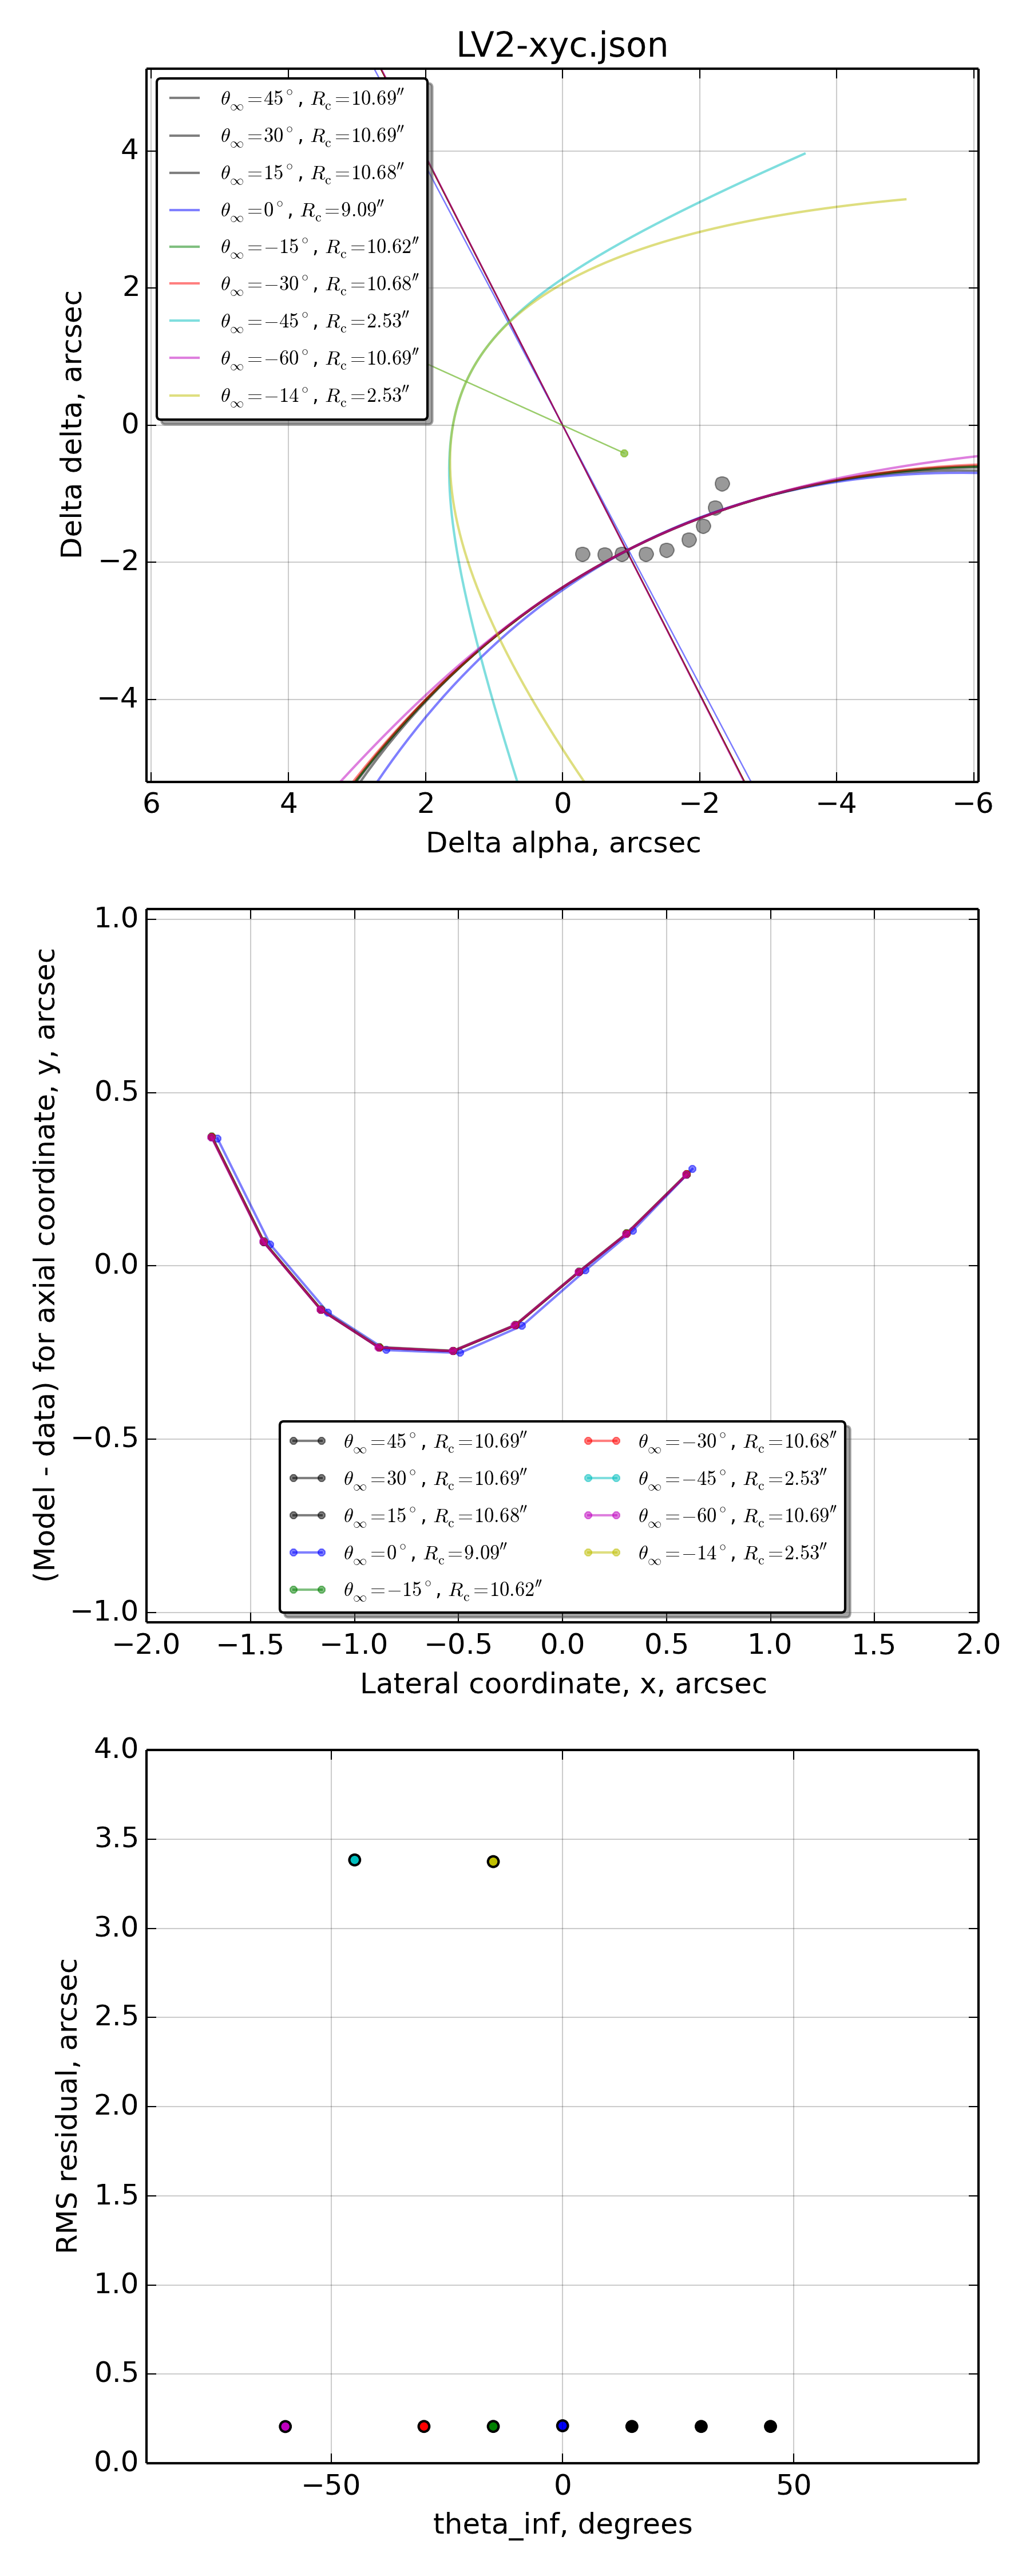 LV2-xyc.json
θ∞=45°, Rc=10.69″
θ∞=30°, Rc=10.69″
θ∞=15°, Rc=10.68″
θ∞=0°, Rc=9.09″
θ∞=−15°, Rc=10.62″
θ∞=−30°, Rc=10.68″
θ∞=−45°, Rc=2.53″
θ∞=−60°, Rc=10.69″
θ∞=−14°, Rc=2.53″
4
2
0
−2
−4
Delta delta, arcsec
6 4 2 0 −2 −4 −6
Delta alpha, arcsec
1.0
0.5
0.0
−0.5
−1.0
(Model - data) for axial coordinate, y, arcsec
θ∞=45°, Rc=10.69″
θ∞=30°, Rc=10.69″
θ∞=15°, Rc=10.68″
θ∞=0°, Rc=9.09″
θ∞=−15°, Rc=10.62″
θ∞=−30°, Rc=10.68″
θ∞=−45°, Rc=2.53″
θ∞=−60°, Rc=10.69″
θ∞=−14°, Rc=2.53″
−2.0 −1.5 −1.0 −0.5 0.0 0.5 1.0 1.5 2.0
Lateral coordinate, x, arcsec
4.0
3.5
3.0
2.5
2.0
1.5
1.0
0.5
0.0
RMS residual, arcsec
−50 0 50
theta_inf, degrees